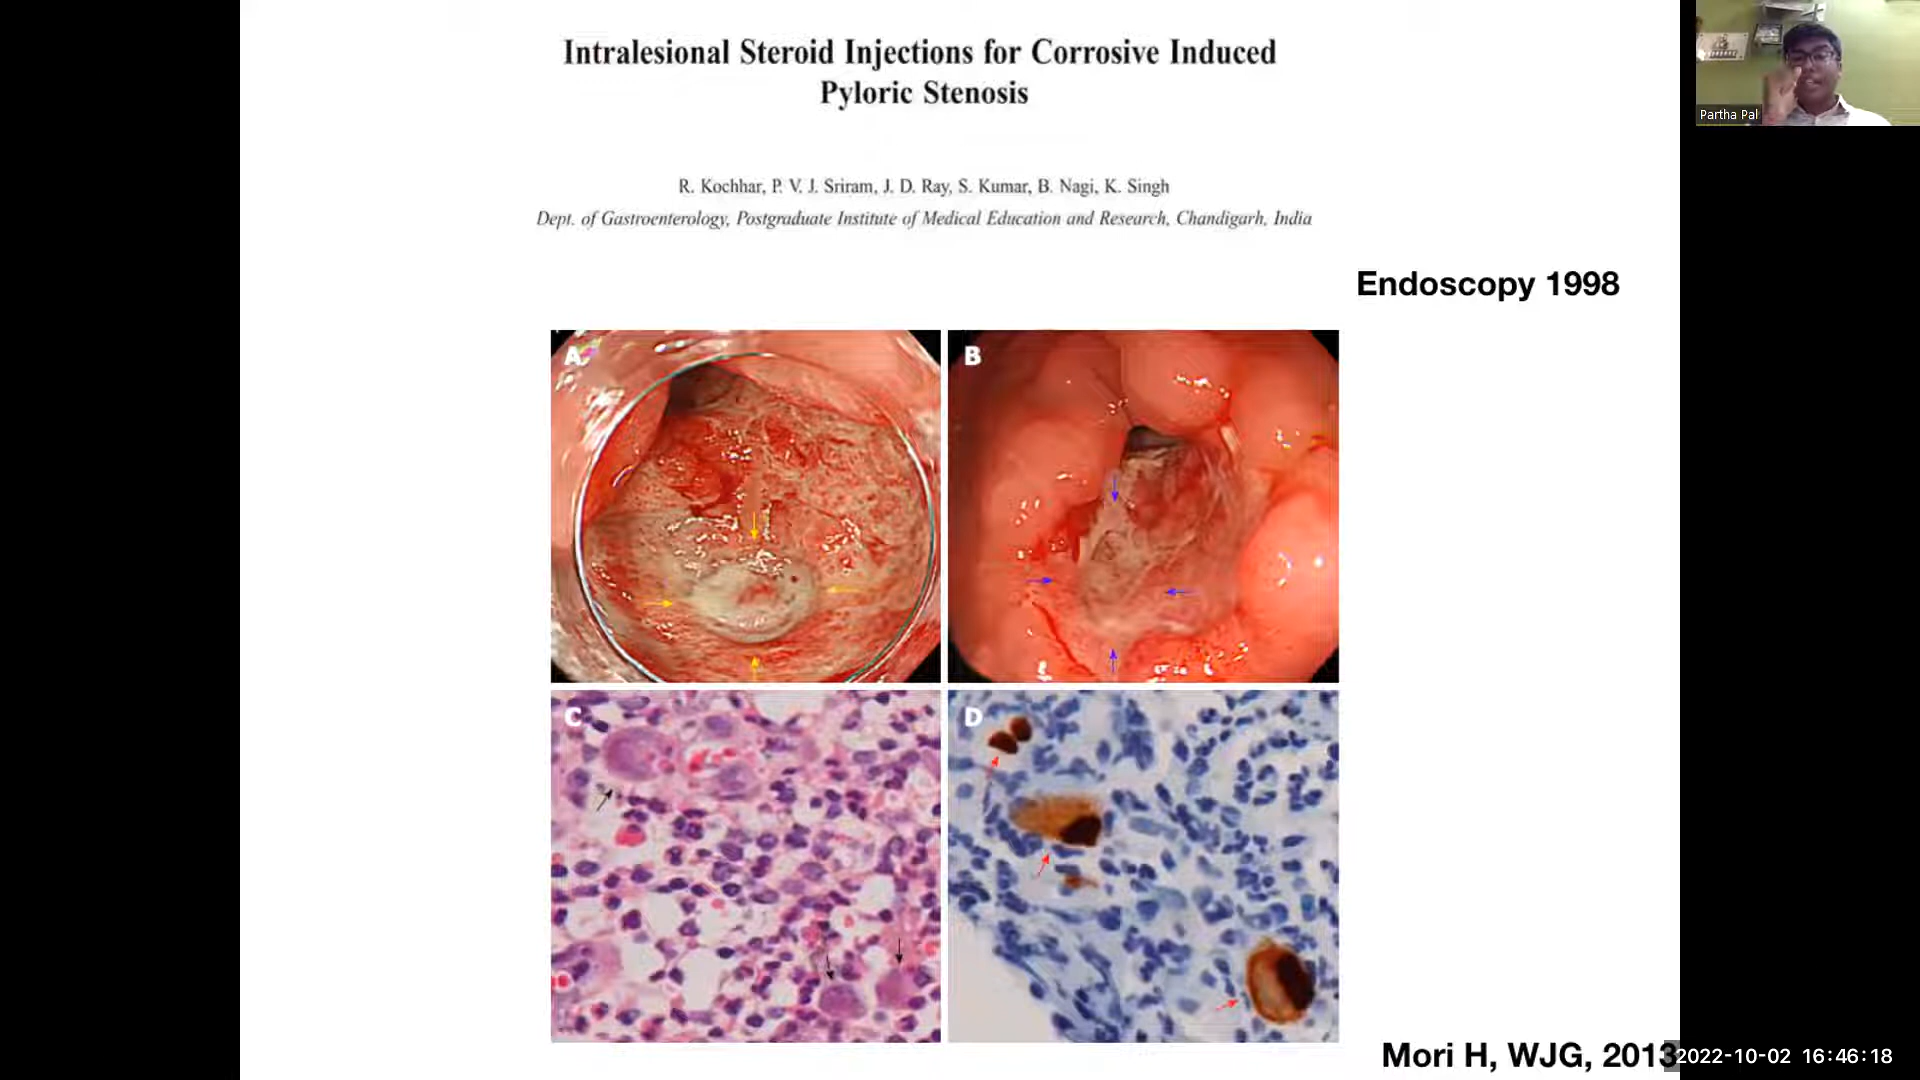 Intralesional Steroid Injections for Corrosive Induced
Pyloric Stenosis
Partha Pal
R. Kochhar, P. V. J. Sriram, J. D. Ray, S. Kumar, B. Nagi, K. Singh
Dept. of Gastroenterology, Postgraduate Institute of Medical Education and Research, Chandigarh, India
Endoscopy 1998
A
B
C
D
Mori H, WJG, 2013
2022-10-02 16:46:18